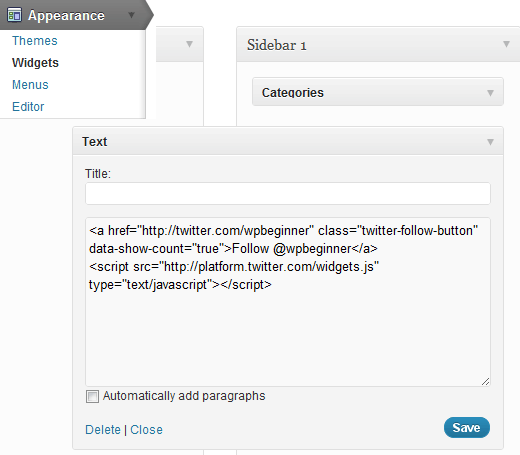 Appearance
Themes
Widgets
Menus
Editor
Sidebar 1
Categories
Text
Title:
<a href="http://twitter.com/wpbeginner" class="twitter-follow-button"
data-show-count="true">Follow @wpbeginner</a>
<script src="http://platform.twitter.com/widgets.js"
type="text/javascript"></script>
Automatically add paragraphs
Delete | Close
Save